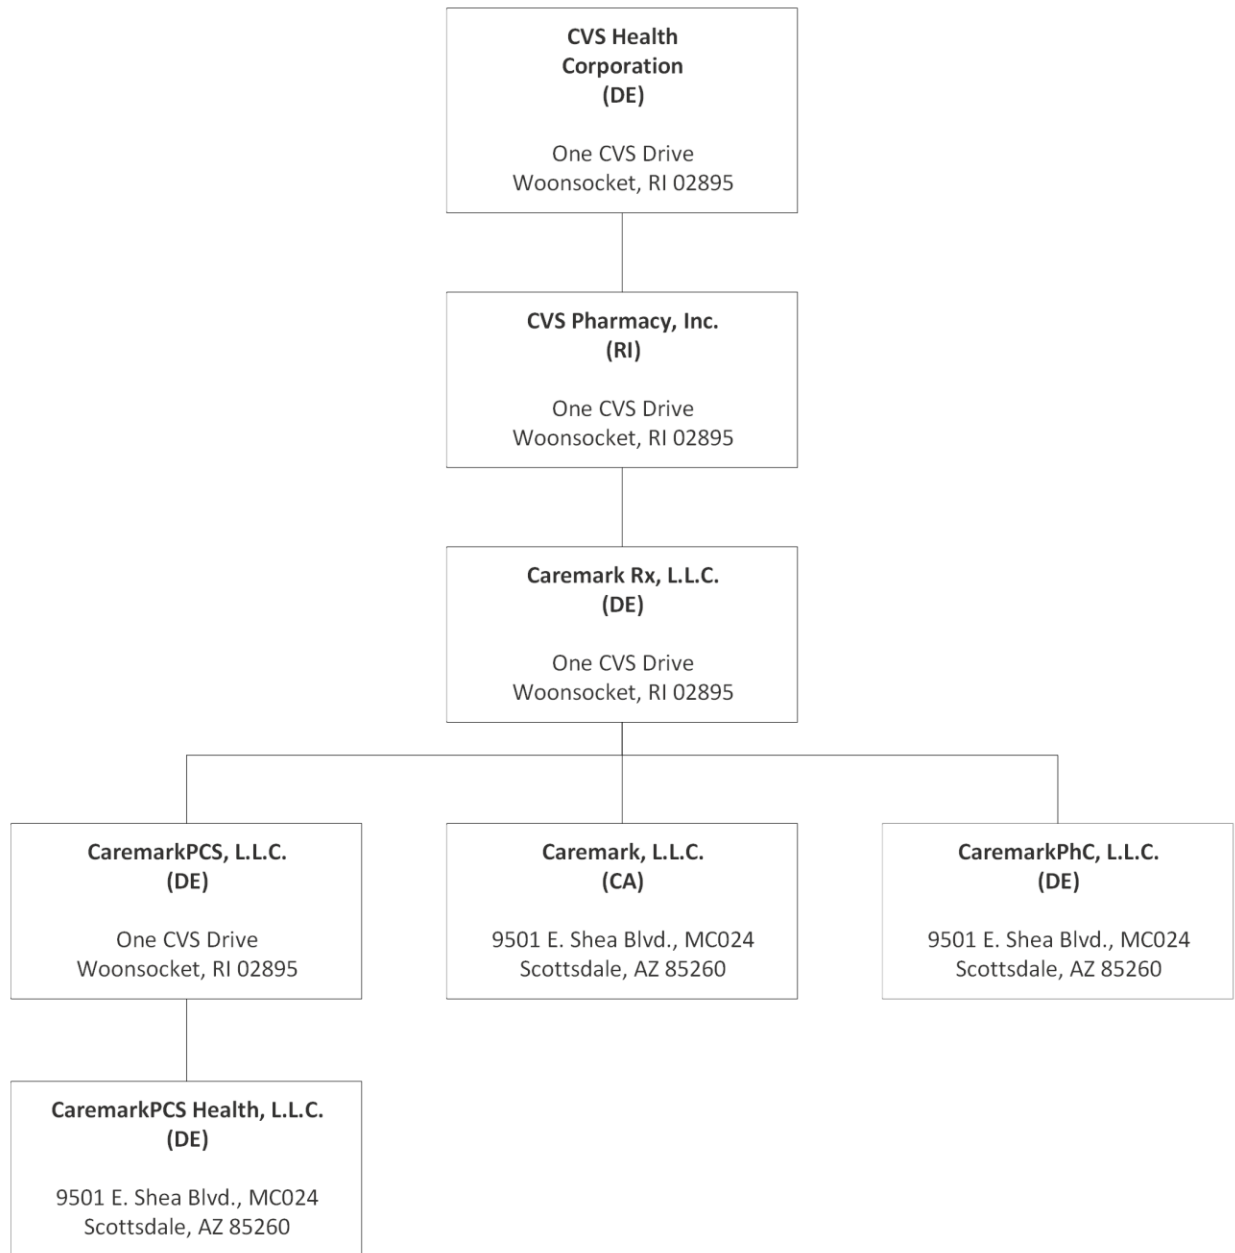 CVS Health
Corporation
(DE)
One CVS Drive
Woonsocket, RI 02895
CVS Pharmacy, Inc.
(RI)
One CVS Drive
Woonsocket, RI 02895
Caremark Rx, L.L.C.
(DE)
One CVS Drive
Woonsocket, RI 02895
CaremarkPCS, L.L.C.
(DE)
One CVS Drive
Woonsocket, RI 02895
Caremark, L.L.C.
(CA)
9501 E. Shea Blvd., MC024
Scottsdale, AZ 85260
CaremarkPhC, L.L.C.
(DE)
9501 E. Shea Blvd., MC024
Scottsdale, AZ 85260
CaremarkPCS Health, L.L.C.
(DE)
9501 E. Shea Blvd., MC024
Scottsdale, AZ 85260